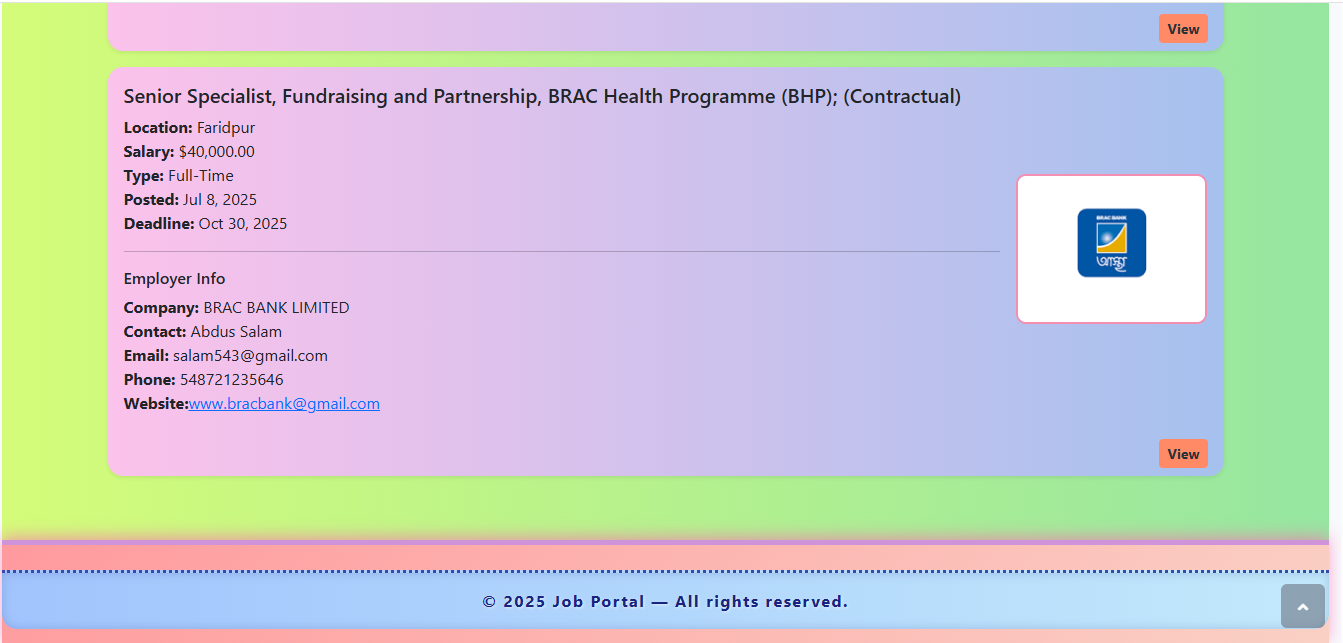 View
Senior Specialist, Fundraising and Partnership, BRAC Health Programme (BHP); (Contractual)
Location: Faridpur
Salary: $40,000.00
Type: Full-Time
Posted: Jul 8, 2025
Deadline: Oct 30, 2025
BRAC BANK
আস্থা
Employer Info
Company: BRAC BANK LIMITED
Contact: Abdus Salam
Email: salam543@gmail.com
Phone: 548721235646
Website:www.bracbank@gmail.com
View
© 2025 Job Portal — All rights reserved.